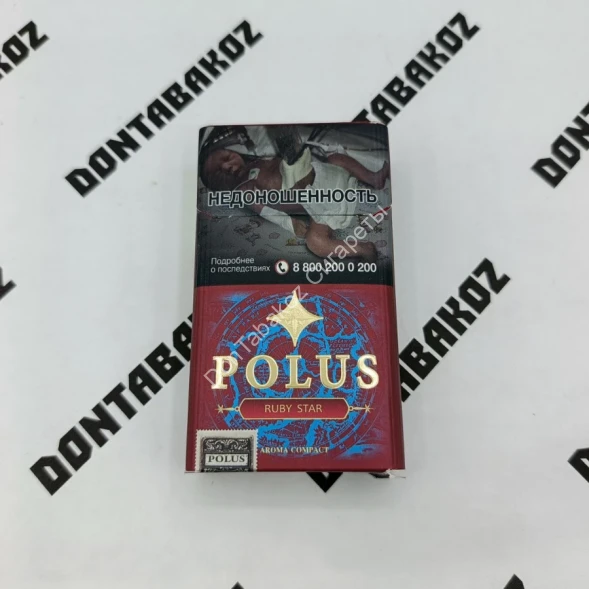 DONTABAKOZ
DONTABAKOZ
DONTABAKOZ
НЕДОНОШЕННОСТЬ
Подробнее
о последствиях
8 800 200 0 200
DonTabakoZ Сигареты
POLUS
RUBY STAR
AROMA COMPACT
POLUS
DONTABAKOZ
DONTABAKOZ